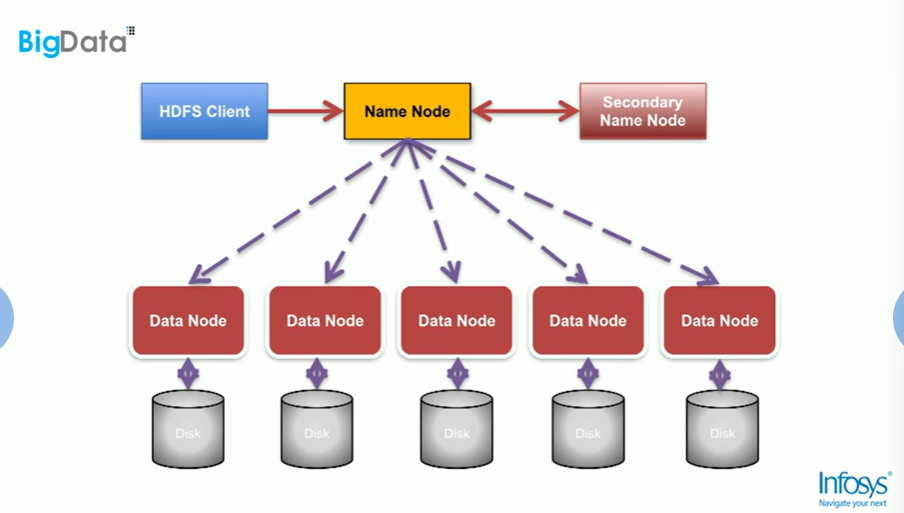 BigData
HDFS Client
Name Node
Secondary
Name Node
Data Node
Data Node
Data Node
Data Node
Data Node
Disk
Disk
Disk
Disk
Disk
Infosys®
Navigate your next